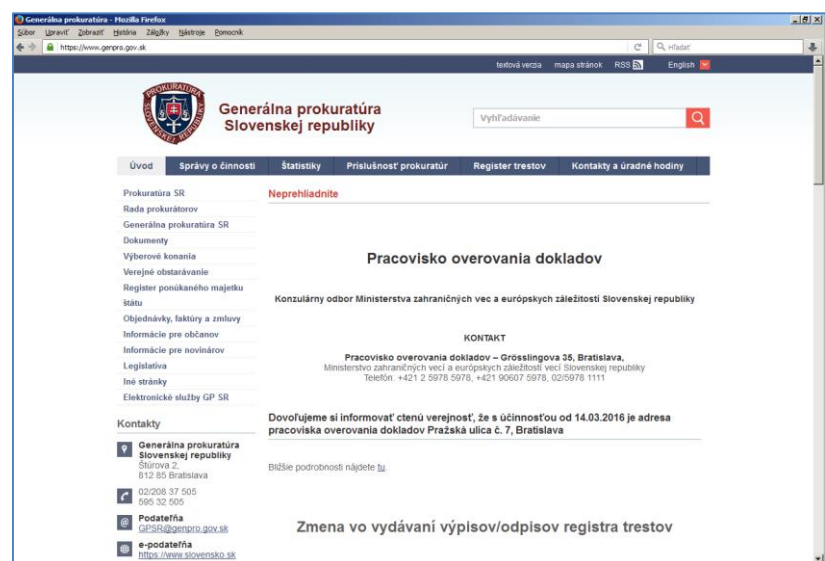 Generálna prokuratúra - Mozilla Firefox
Súbor Upraviť Zobraziť História Záložky Nástroje Pomocník
https://www.genpro.gov.sk
Hľadať
textová verzia mapa stránok RSS English
PROKURATÚRA
SLOVENSKEJ REPUBLIKY
Generálna prokuratúra
Slovenskej republiky
Vyhľadávanie
Úvod Správy o činnosti Štatistiky Príslušnosť prokuratúr Register trestov Kontakty a úradné hodiny
Prokuratúra SR
Rada prokurátorov
Generálna prokuratúra SR
Dokumenty
Výberové konania
Verejné obstarávanie
Register ponúkaného majetku
štátu
Objednávky, faktúry a zmluvy
Informácie pre občanov
Informácie pre novinárov
Legislatíva
Iné stránky
Elektronické služby GP SR
Kontakty
Generálna prokuratúra
Slovenskej republiky
Štúrova 2,
812 85 Bratislava
02/208 37 505
595 32 505
Podateľňa
GPSR@genpro.gov.sk
e-podateľňa
https://www.slovensko.sk
Neprehliadnite
Pracovisko overovania dokladov
Konzulárny odbor Ministerstva zahraničných vec a európskych záležitostí Slovenskej republiky
KONTAKT
Pracovisko overovania dokladov – Grösslingova 35, Bratislava,
Ministerstvo zahraničných vecí a európskych záležitostí vecí Slovenskej republiky
Telefón: +421 2 5978 5978, +421 90607 5978, 02/5978 1111
Dovoľujeme si informovať ctenú verejnosť, že s účinnosťou od 14.03.2016 je adresa
pracoviska overovania dokladov Pražská ulica č. 7, Bratislava
Bližšie podrobnosti nájdete tu.
Zmena vo vydávaní výpisov/odpisov registra trestov